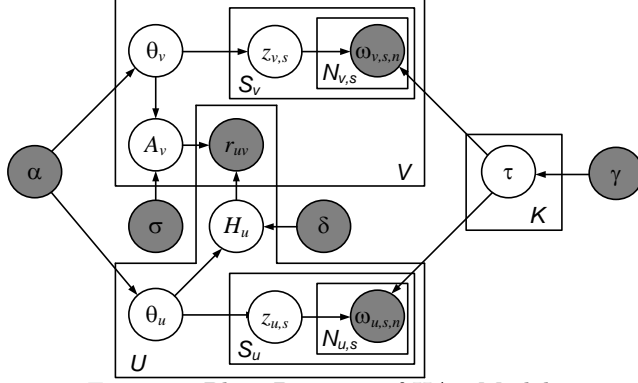 θv zv,s ωv,s,n
Sv Nv,s
Av ruv
α V τ γ
σ Hu δ K
θu zu,s ωu,s,n
U Su Nu,s